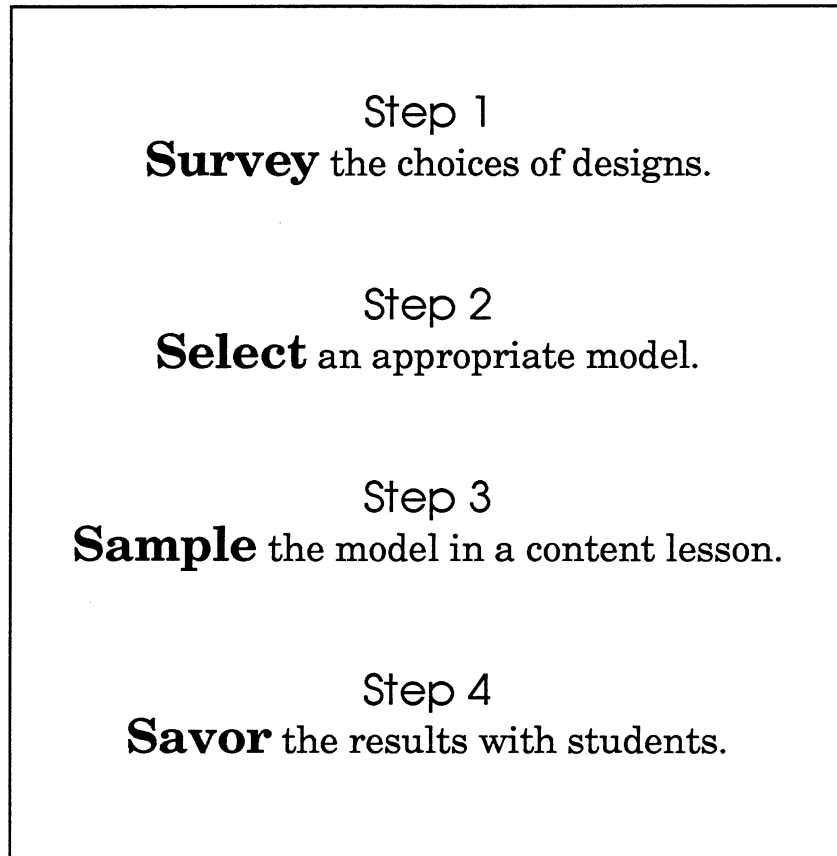 Step 1
Survey the choices of designs.
Step 2
Select an appropriate model.
Step 3
Sample the model in a content lesson.
Step 4
Savor the results with students.